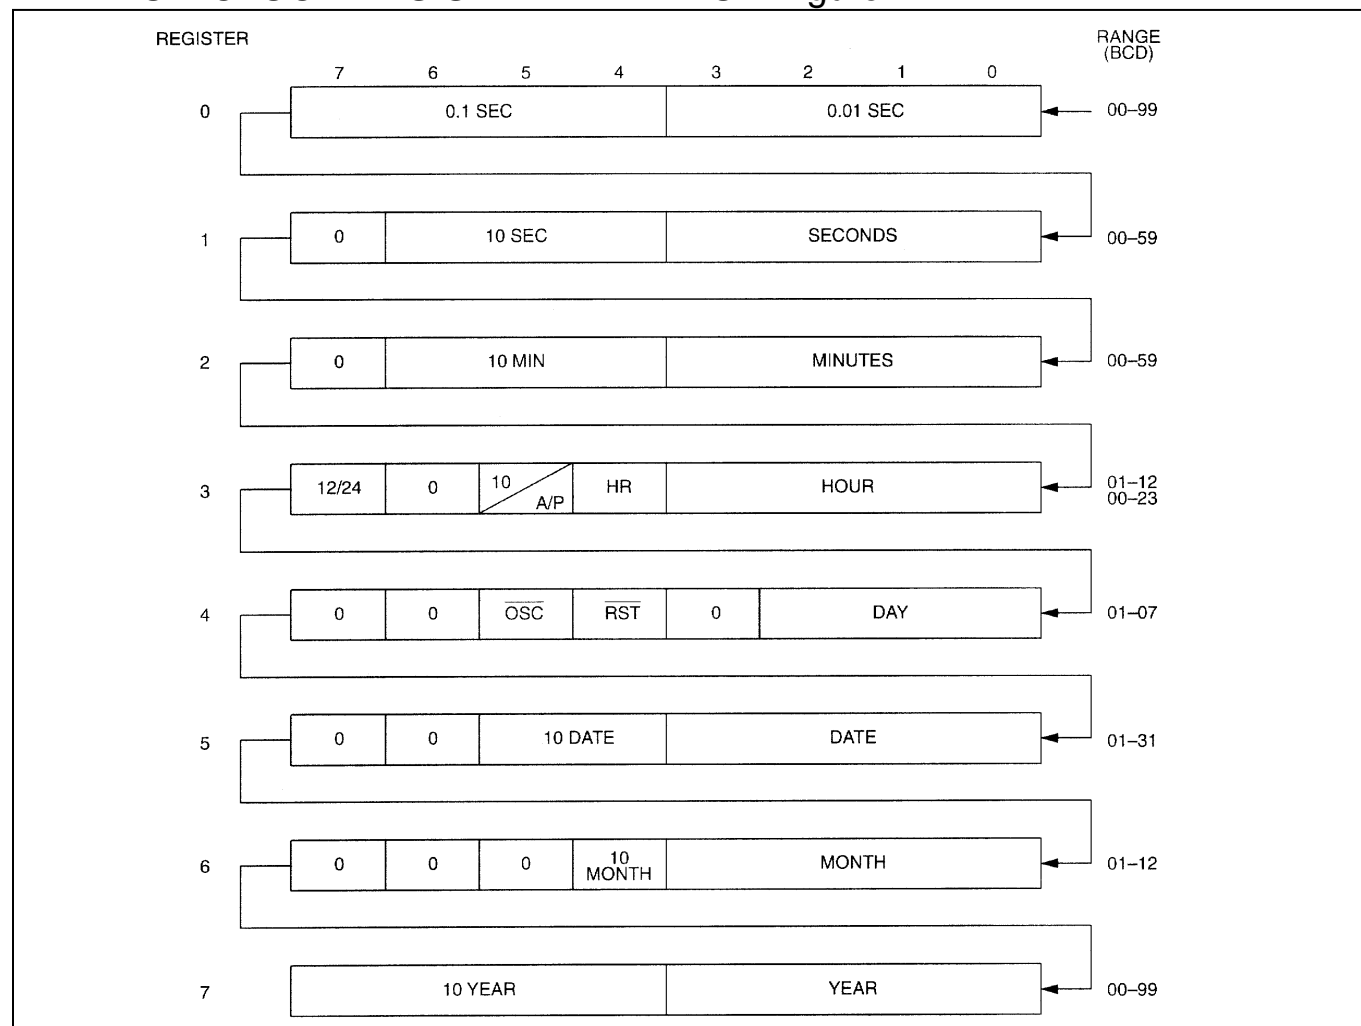 REGISTER
RANGE
(BCD)
7 6 5 4 3 2 1 0
0 0.1 SEC 0.01 SEC 00–99
1 0 10 SEC SECONDS 00–59
2 0 10 MIN MINUTES 00–59
3 12/24 0 10 A/P HR HOUR 01–12
00–23
4 0 0 O̅S̅C̅ R̅S̅T̅ 0 DAY 01–07
5 0 0 10 DATE DATE 01–31
6 0 0 0 10 MONTH MONTH 01–12
7 10 YEAR YEAR 00–99